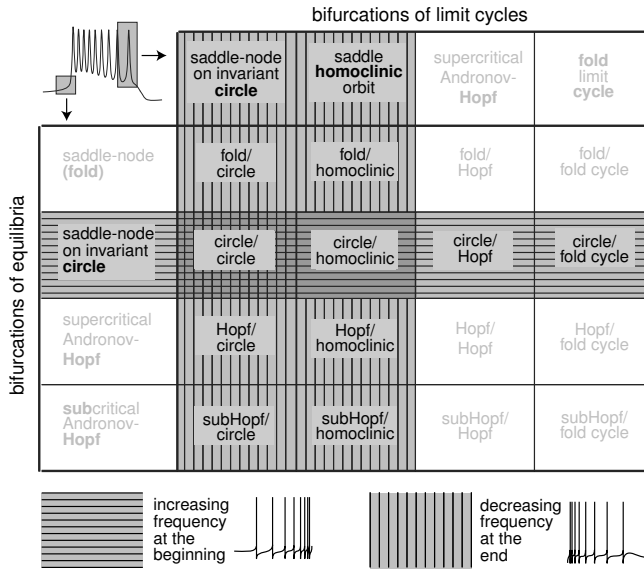 bifurcations of limit cycles
saddle-node
on invariant
circle
saddle
homoclinic
orbit
supercritical
Andronov-
Hopf
fold
limit
cycle
bifurcations of equilibria
saddle-node
(fold)
fold/
circle
fold/
homoclinic
fold/
Hopf
fold/
fold cycle
saddle-node
on invariant
circle
circle/
circle
circle/
homoclinic
circle/
Hopf
circle/
fold cycle
supercritical
Andronov-
Hopf
Hopf/
circle
Hopf/
homoclinic
Hopf/
Hopf
Hopf/
fold cycle
subcritical
Andronov-
Hopf
subHopf/
circle
subHopf/
homoclinic
subHopf/
Hopf
subHopf/
fold cycle
increasing
frequency
at the
beginning
decreasing
frequency
at the
end